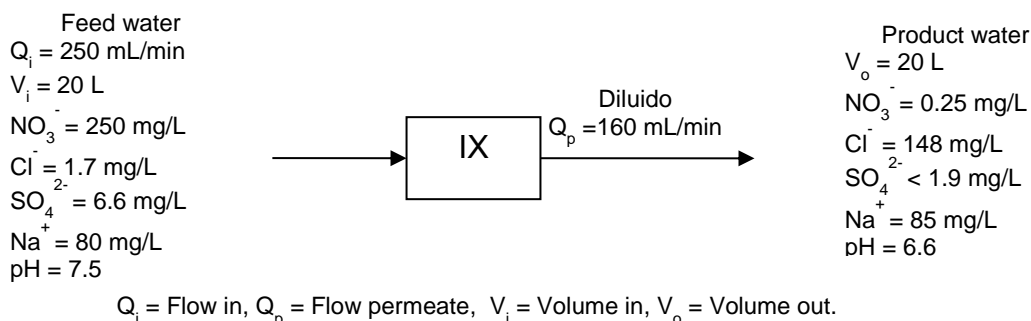 Feed water
Qᵢ = 250 mL/min
Vᵢ = 20 L
NO₃⁻ = 250 mg/L
Cl⁻ = 1.7 mg/L
SO₄²⁻ = 6.6 mg/L
Na⁺ = 80 mg/L
pH = 7.5
IX
Diluido
Qₚ =160 mL/min
Product water
Vₒ = 20 L
NO₃⁻ = 0.25 mg/L
Cl⁻ = 148 mg/L
SO₄²⁻ < 1.9 mg/L
Na⁺ = 85 mg/L
pH = 6.6
Qᵢ = Flow in, Qₚ = Flow permeate, Vᵢ = Volume in, Vₒ = Volume out.